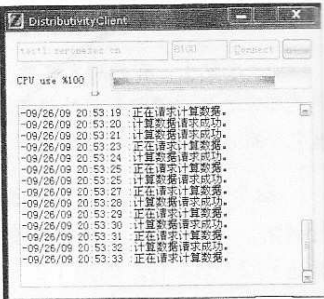 DistributivityClient
8100 Connect
CPU use %100
-09/26/09 20:53:19 :正在请求计算数据。
-09/26/09 20:53:20 :计算数据请求成功。
-09/26/09 20:53:21 :正在请求计算数据。
-09/26/09 20:53:23 :正在请求计算数据。
-09/26/09 20:53:24 :计算数据请求成功。
-09/26/09 20:53:25 :正在请求计算数据。
-09/26/09 20:53:25 :计算数据请求成功。
-09/26/09 20:53:27 :正在请求计算数据。
-09/26/09 20:53:28 :计算数据请求成功。
-09/26/09 20:53:29 :正在请求计算数据。
-09/26/09 20:53:30 :计算数据请求成功。
-09/26/09 20:53:31 :正在请求计算数据。
-09/26/09 20:53:32 :计算数据请求成功。
-09/26/09 20:53:33 :正在请求计算数据。